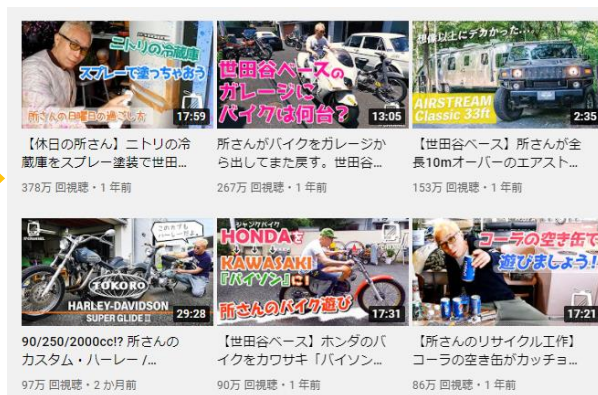 ニトリの冷蔵庫
スプレーで塗っちゃおう
所さんの日曜日の過ごし方
17:59
世田谷ベースの
ガレージに
バイクは何台?
13:05
想像以上にデカかった....
AIRSTREAM
Classic 33ft
2:35
【休日の所さん】ニトリの冷
蔵庫をスプレー塗装で世田...
378万 回視聴・1 年前
所さんがバイクをガレージか
ら出してまた戻す。世田谷...
267万 回視聴・1 年前
【世田谷ベース】所さんが全
長10mオーバーのエアスト...
153万 回視聴・1 年前
TOKORO
HARLEY-DAVIDSON
SUPER GLIDE II
29:28
ジャンクバイク
HONDAを
KAWASAKI
『バイソン』に!
所さんのバイク遊び
17:31
コーラの空き缶で
遊びましょう!
17:21
90/250/2000cc!? 所さんの
カスタム・ハーレー /...
97万 回視聴・2 か月前
【世田谷ベース】ホンダのバ
イクをカワサキ「バイソン...
90万 回視聴・1 年前
【所さんのリサイクル工作】
コーラの空き缶がカッチョ...
86万 回視聴・1 年前